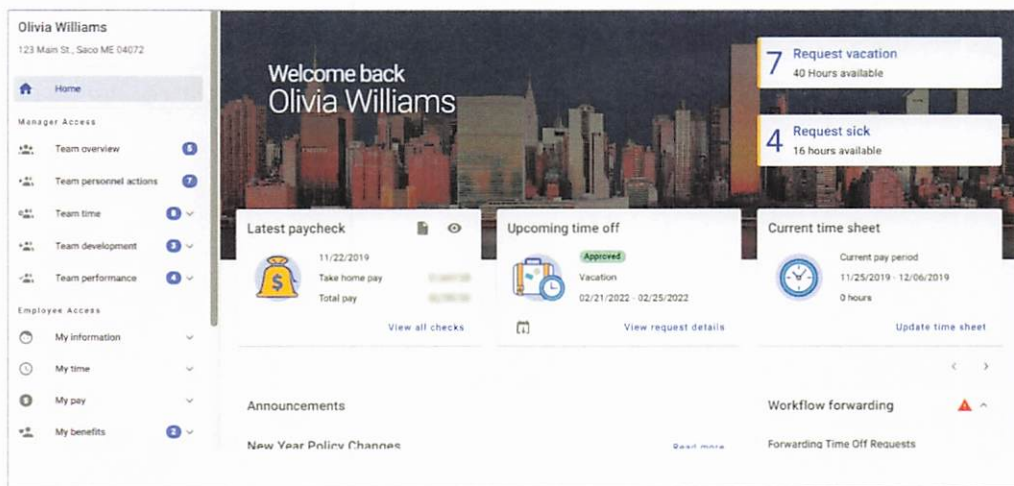 Olivia Williams
123 Main St., Saco ME 04072
Home
Manager Access
Team overview 5
Team personnel actions 7
Team time 8
Team development 3
Team performance 4
Employee Access
My information
My time
My pay
My benefits 2
Welcome back
Olivia Williams
7 Request vacation
40 Hours available
4 Request sick
16 hours available
Latest paycheck
11/22/2019
Take home pay
Total pay
View all checks
Upcoming time off
Approved
Vacation
02/21/2022 - 02/25/2022
View request details
Current time sheet
Current pay period
11/25/2019 - 12/06/2019
0 hours
Update time sheet
Announcements
New Year Policy Changes
Read more
Workflow forwarding
Forwarding Time Off Requests